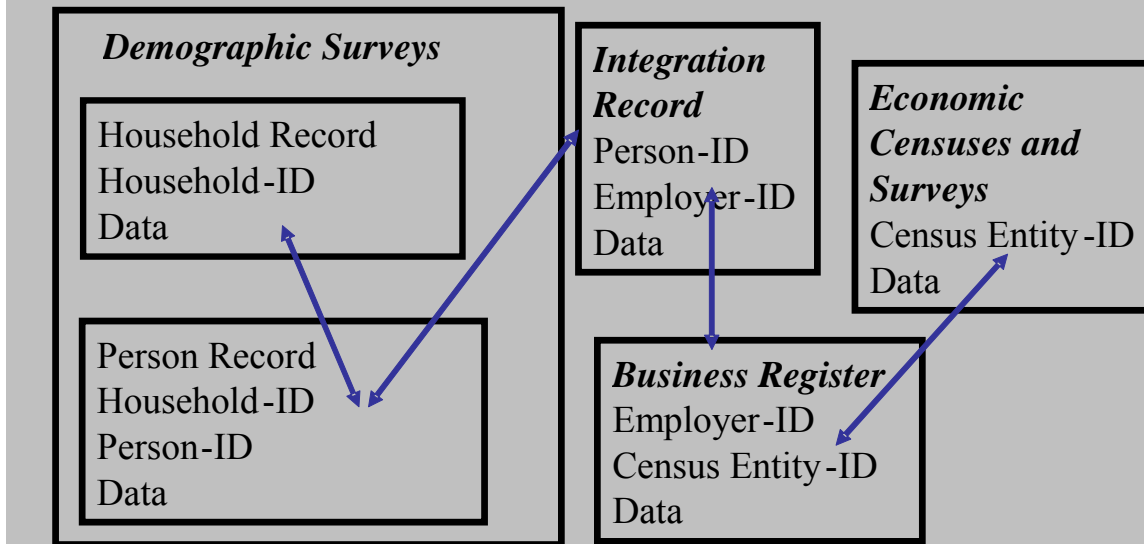 Demographic Surveys
Household Record
Household-ID
Data
Person Record
Household-ID
Person-ID
Data
Integration
Record
Person-ID
Employer-ID
Data
Business Register
Employer-ID
Census Entity-ID
Data
Economic
Censuses and
Surveys
Census Entity-ID
Data